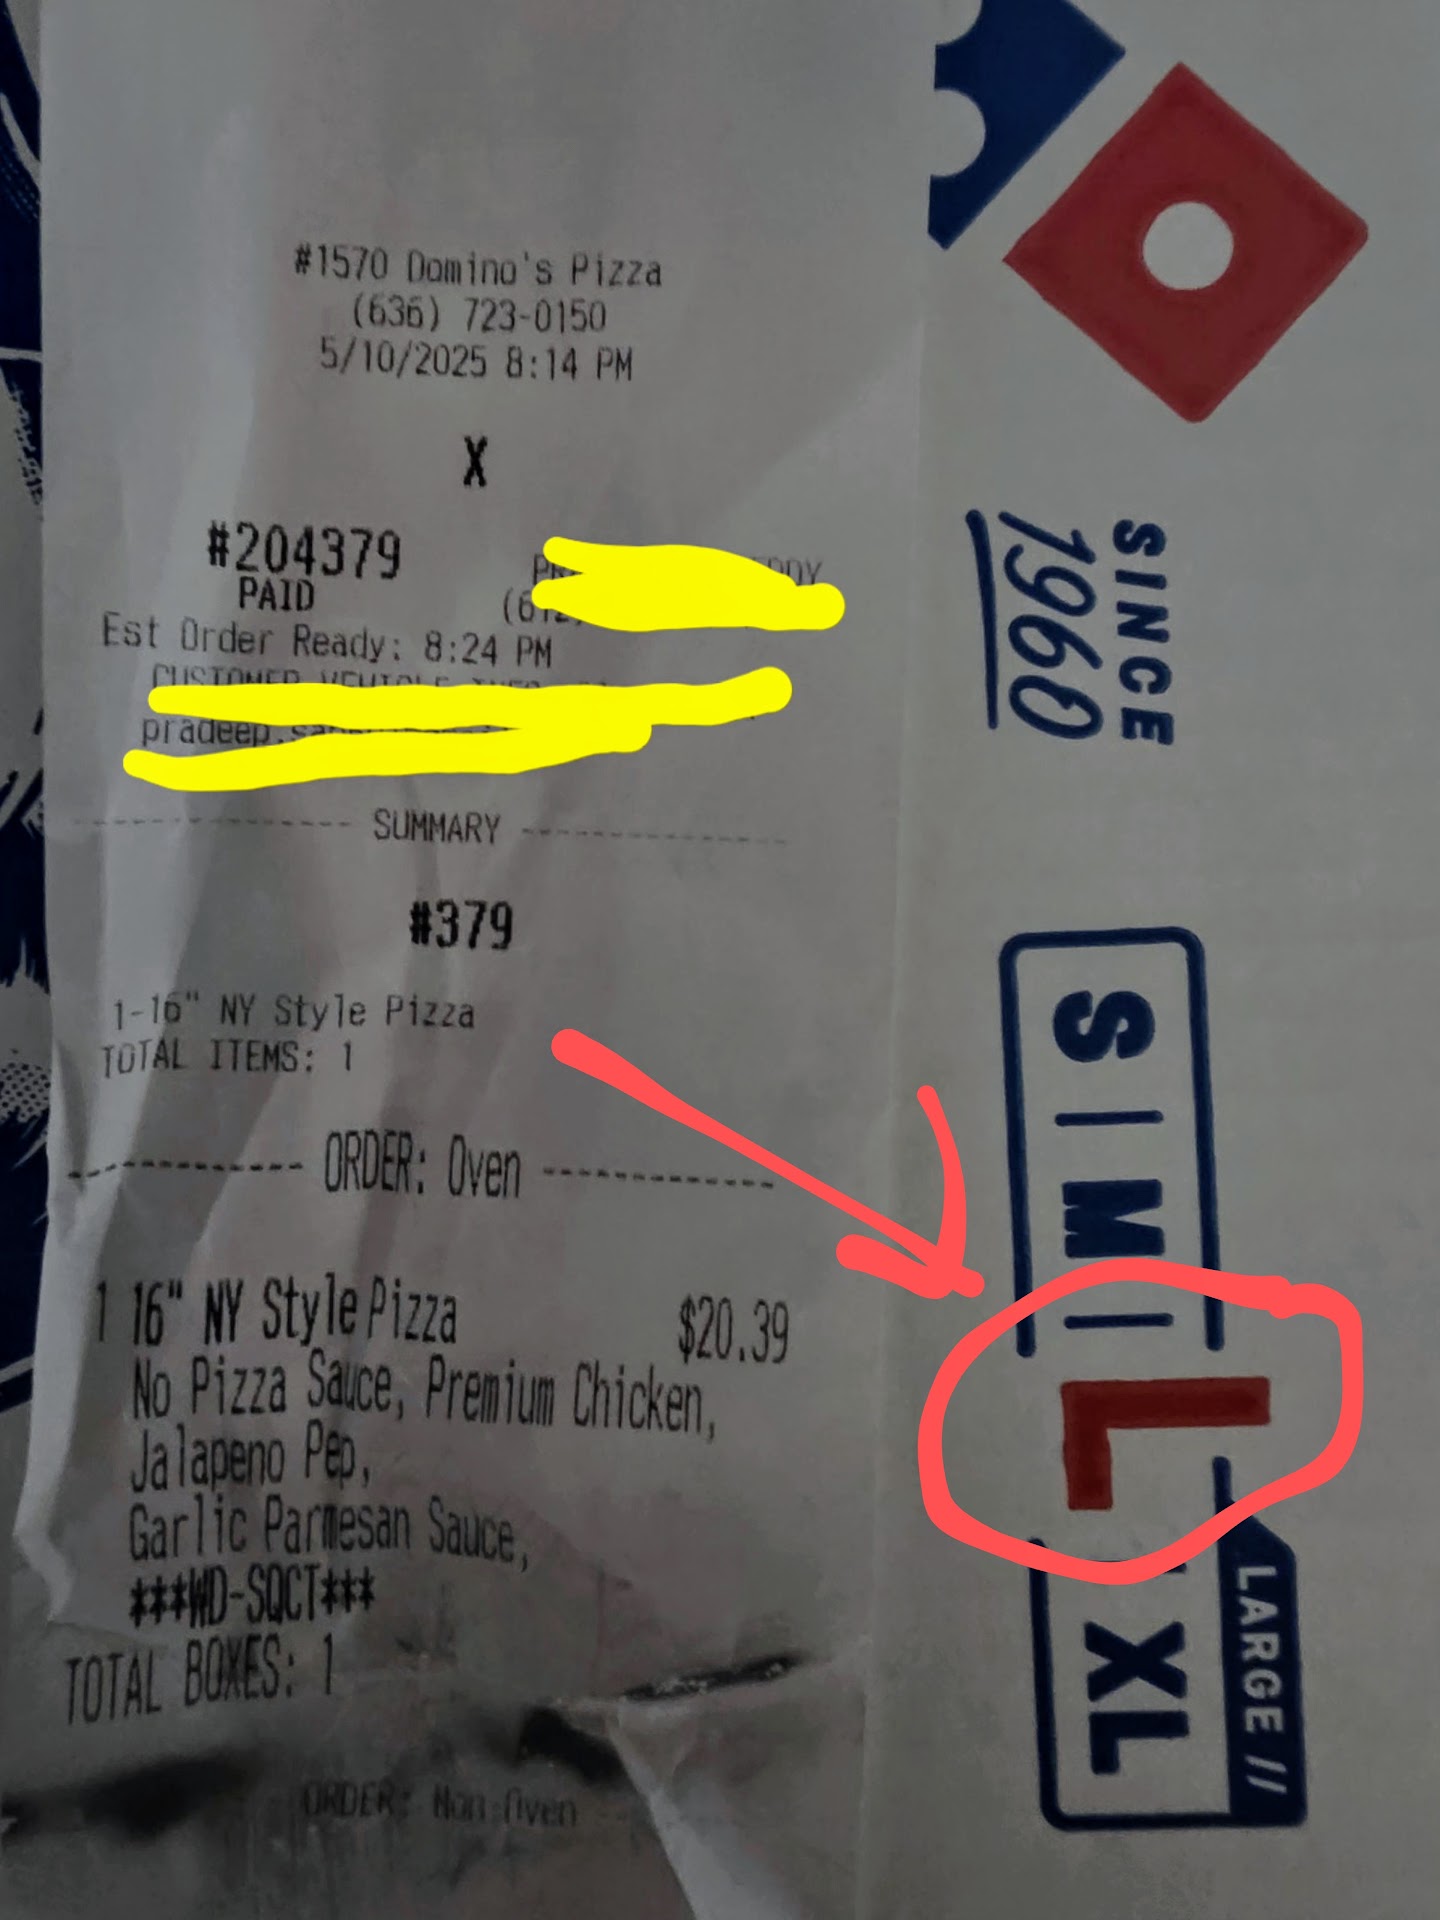 #1570 Domino's Pizza
(636) 723-0150
5/10/2025 8:14 PM
X
#204379
PAID
Est Order Ready: 8:24 PM
CUSTOMER VEHICLE
SUMMARY
#379
1-16" NY Style Pizza
TOTAL ITEMS: 1
ORDER: Oven
1 16" NY Style Pizza $20.39
No Pizza Sauce, Premium Chicken,
Jalapeno Pep,
Garlic Parmesan Sauce,
***WD-SQCT***
TOTAL BOXES: 1
ORDER: Non-Oven
SINCE
1960
S | M | L XL
LARGE //